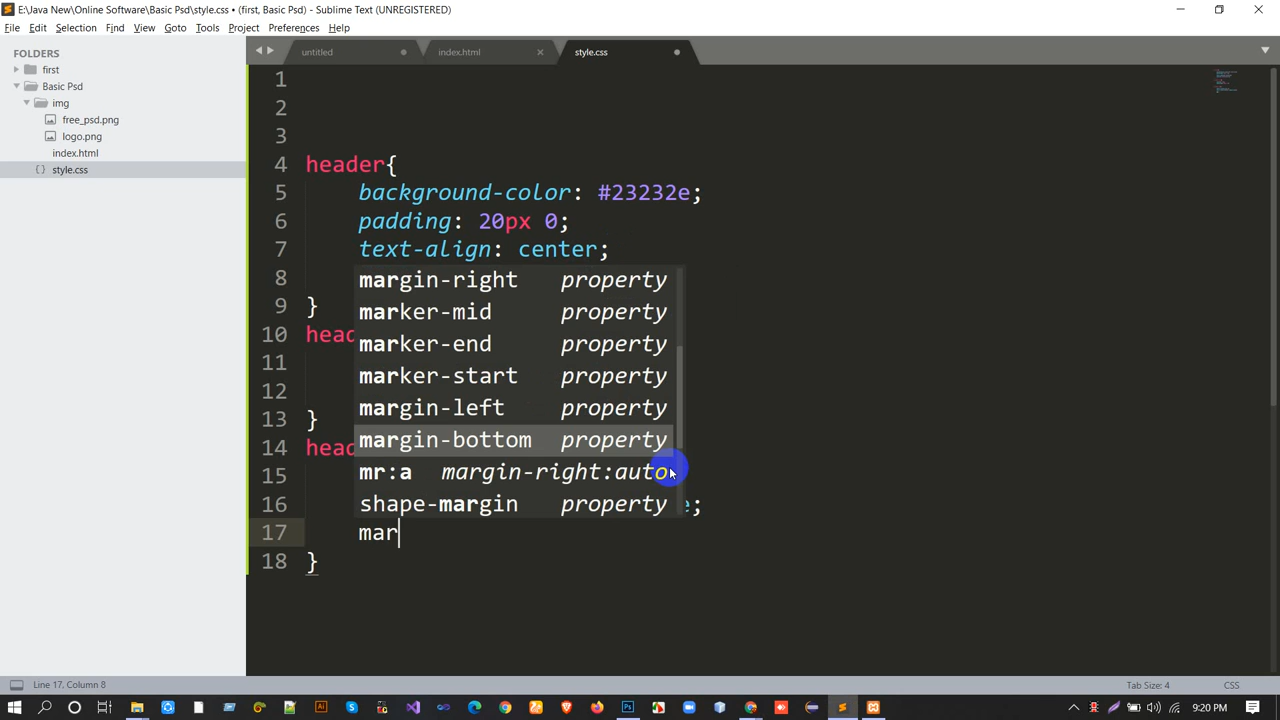 E:\Java New\Online Software\Basic Psd\style.css • (first, Basic Psd) - Sublime Text (UNREGISTERED)
File Edit Selection Find View Goto Tools Project Preferences Help
FOLDERS
first
Basic Psd
img
free_psd.png
logo.png
index.html
style.css
untitled
index.html
style.css
1
2
3
4 header{
5 background-color: #23232e;
6 padding: 20px 0;
7 text-align: center;
8
9 }
10 head
11
12
13 }
14 head
15
16 e;
17 mar
18 }
margin-right property
marker-mid property
marker-end property
marker-start property
margin-left property
margin-bottom property
mr:a margin-right:auto
shape-margin property
Line 17, Column 8
Tab Size: 4
CSS
9:20 PM